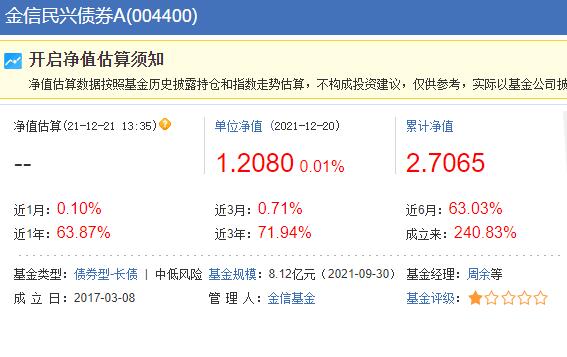 金信民兴债券A(004400)
开启净值估算须知
净值估算数据按照基金历史披露持仓和指数走势估算，不构成投资建议，仅供参考，实际以基金公司披
净值估算(21-12-21 13:35) 单位净值 (2021-12-20) 累计净值
-- 1.2080 0.01% 2.7065
近1月：0.10% 近3月：0.71% 近6月：63.03%
近1年：63.87% 近3年：71.94% 成立来：240.83%
基金类型：债券型-长债 | 中低风险 基金规模：8.12亿元（2021-09-30） 基金经理：周余等
成 立 日：2017-03-08 管 理 人：金信基金 基金评级：